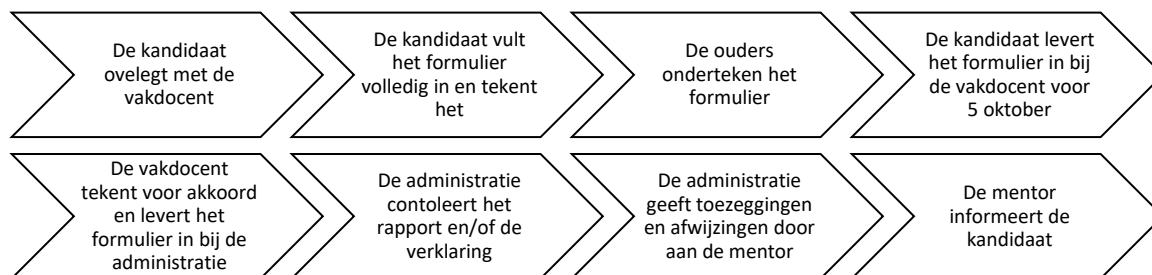 De kandidaat
ovelegt met de
vakdocent
De kandidaat vult
het formulier
volledig in en tekent
het
De ouders
onderteken het
formulier
De kandidaat levert
het formulier in bij
de vakdocent voor
5 oktober
De vakdocent
tekent voor akkoord
en levert het
formulier in bij de
administratie
De administratie
contoleert het
rapport en/of de
verklaring
De administratie
geeft toezeggingen
en afwijzingen door
aan de mentor
De mentor
informeert de
kandidaat